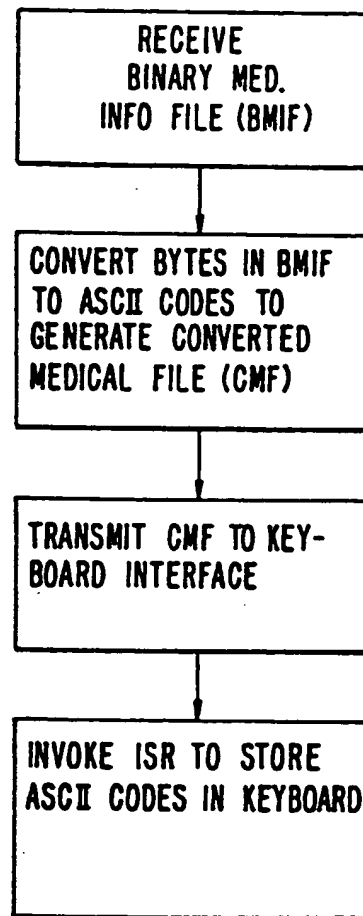 RECEIVE
BINARY MED.
INFO FILE (BMIF)
CONVERT BYTES IN BMIF
TO ASCII CODES TO
GENERATE CONVERTED
MEDICAL FILE (CMF)
TRANSMIT CMF TO KEY-
BOARD INTERFACE
INVOKE ISR TO STORE
ASCII CODES IN KEYBOARD